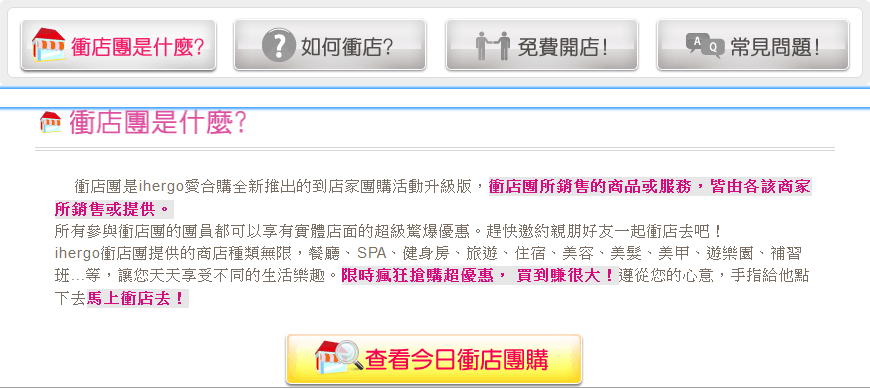 衝店團是什麼?
如何衝店?
免費開店!
常見問題!
衝店團是什麼?
衝店團是ihergo愛合購全新推出的到店家團購活動升級版，衝店團所銷售的商品或服務，皆由各該商家
所銷售或提供。
所有參與衝店團的團員都可以享有實體店面的超級驚爆優惠。趕快邀約親朋好友一起衝店去吧！
ihergo衝店團提供的商店種類無限，餐廳、SPA、健身房、旅遊、住宿、美容、美髮、美甲、遊樂園、補習
班...等，讓您天天享受不同的生活樂趣。限時瘋狂搶購超優惠， 買到賺很大！遵從您的心意，手指給他點
下去馬上衝店去！
查看今日衝店團購